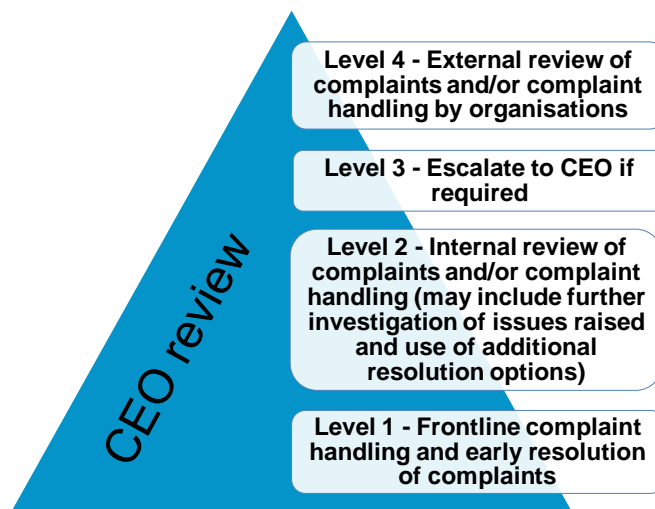 Level 4 - External review of
complaints and/or complaint
handling by organisations
Level 3 - Escalate to CEO if
required
Level 2 - Internal review of
complaints and/or complaint
handling (may include further
investigation of issues raised
and use of additional
resolution options)
Level 1 - Frontline complaint
handling and early resolution
of complaints
CEO review